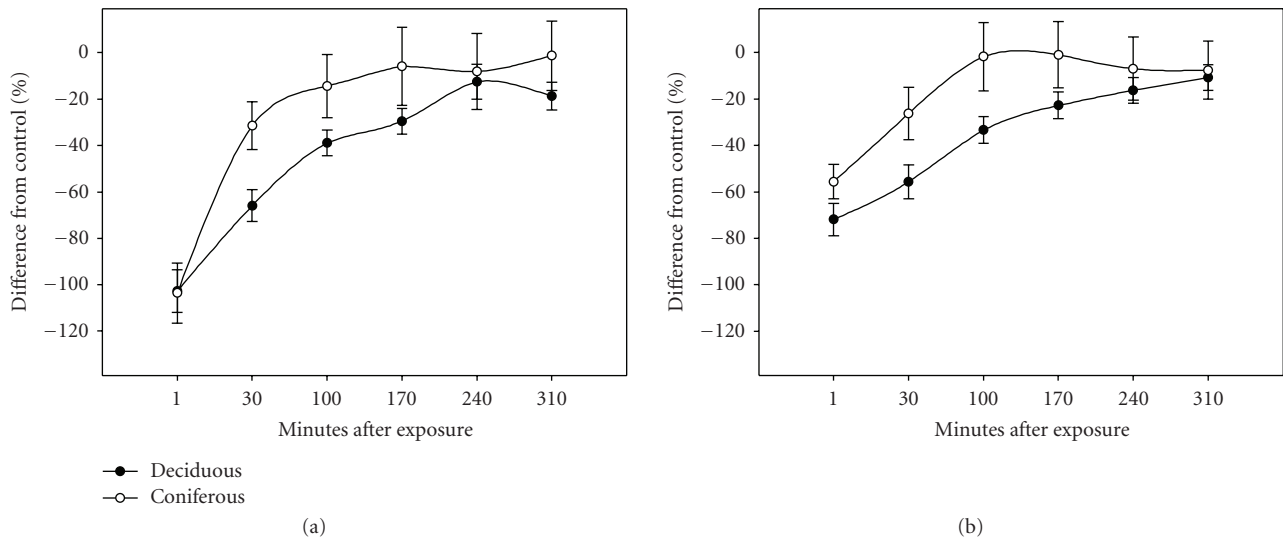 Difference from control (%)
0
−20
−40
−60
−80
−100
−120
1 30 100 170 240 310
Minutes after exposure
Deciduous
Coniferous
(a)
Difference from control (%)
0
−20
−40
−60
−80
−100
−120
1 30 100 170 240 310
Minutes after exposure
(b)